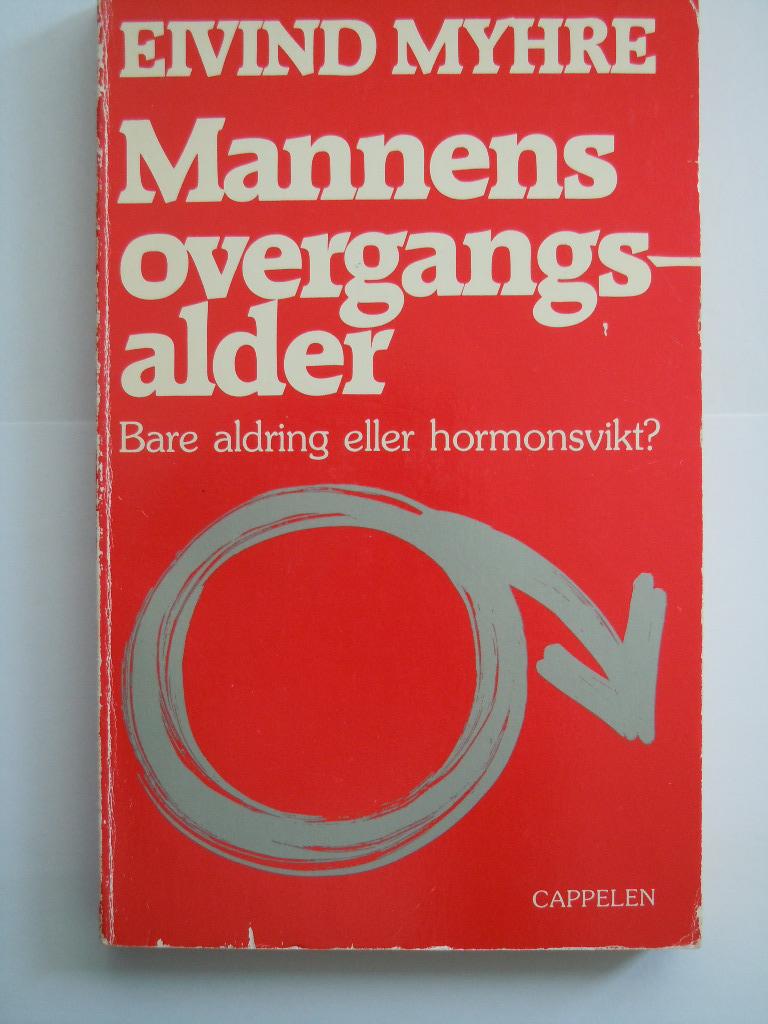 EIVIND MYHRE
Mannens
overgangs-
alder
Bare aldring eller hormonsvikt?
CAPPELEN